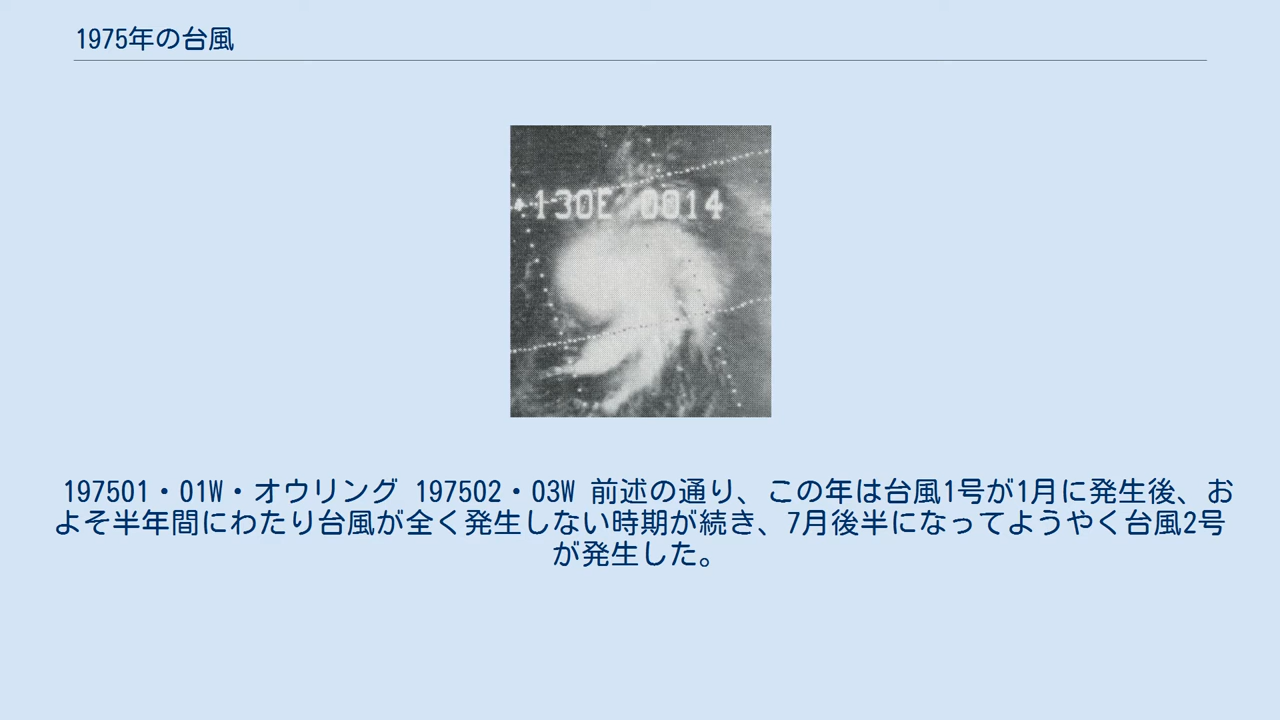 1975年の台風
130E 0014
197501・01W・オウリング 197502・03W 前述の通り、この年は台風1号が1月に発生後、お
よそ半年間にわたり台風が全く発生しない時期が続き、7月後半になってようやく台風2号
が発生した。